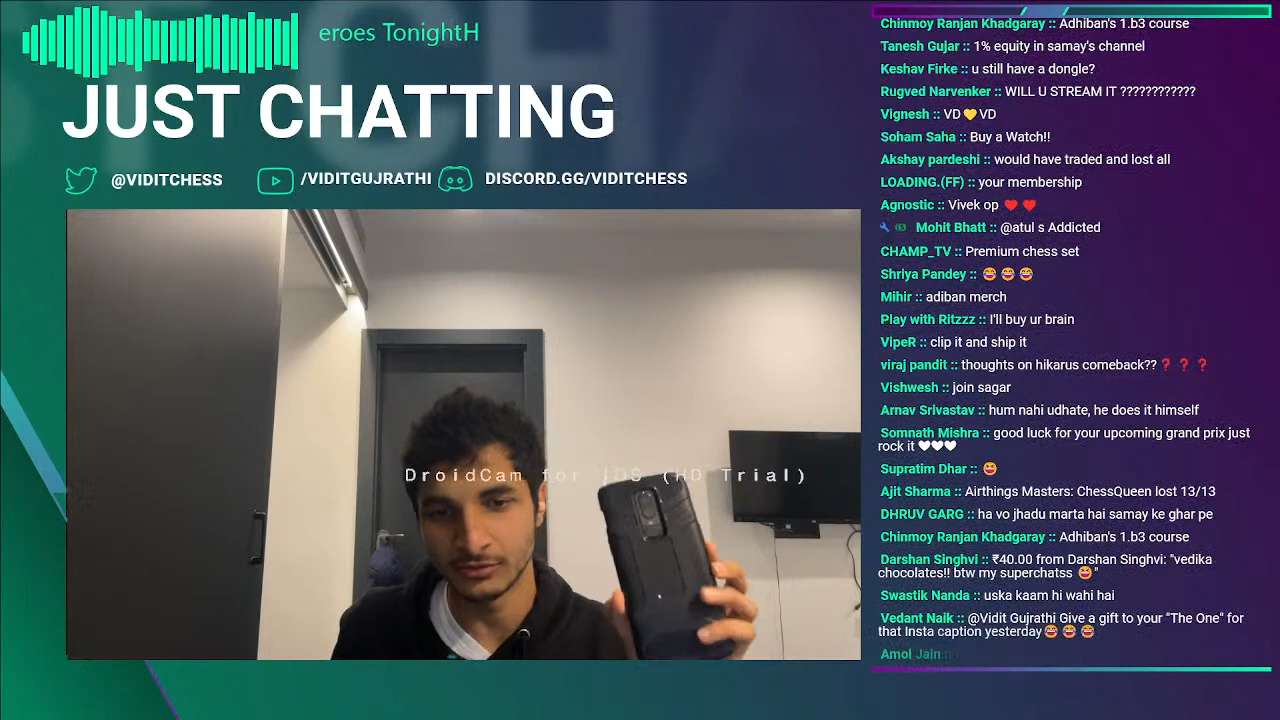 eroes TonightH
JUST CHATTING
@VIDITCHESS
/VIDITGUJRATHI
DISCORD.GG/VIDITCHESS
DroidCam for iOS (HD Trial)
Chinmoy Ranjan Khadgaray :: Adhiban's 1.b3 course
Tanesh Gujar :: 1% equity in samay's channel
Keshav Firke :: u still have a dongle?
Rugved Narvenker :: WILL U STREAM IT ????????????
Vignesh :: VD💛VD
Soham Saha :: Buy a Watch!!
Akshay pardeshi :: would have traded and lost all
LOADING.(FF) :: your membership
Agnostic :: Vivek op ❤️ ❤️
Mohit Bhatt :: @atul s Addicted
CHAMP_TV :: Premium chess set
Shriya Pandey :: 😂 😂 😂
Mihir :: adiban merch
Play with Ritzzz :: I'll buy ur brain
VipeR :: clip it and ship it
viraj pandit :: thoughts on hikarus comeback?? ❓ ❓ ❓
Vishwesh :: join sagar
Arnav Srivastav :: hum nahi udhate, he does it himself
Somnath Mishra :: good luck for your upcoming grand prix just
rock it 🤍🤍🤍
Supratim Dhar :: 😆
Ajit Sharma :: Airthings Masters: ChessQueen lost 13/13
DHRUV GARG :: ha vo jhadu marta hai samay ke ghar pe
Chinmoy Ranjan Khadgaray :: Adhiban's 1.b3 course
Darshan Singhvi :: ₹40.00 from Darshan Singhvi: "vedika
chocolates!! btw my superchatss 😄"
Swastik Nanda :: uska kaam hi wahi hai
Vedant Naik :: @Vidit Gujrathi Give a gift to your "The One" for
that Insta caption yesterday😂 😂 😂
Amol Jain ::